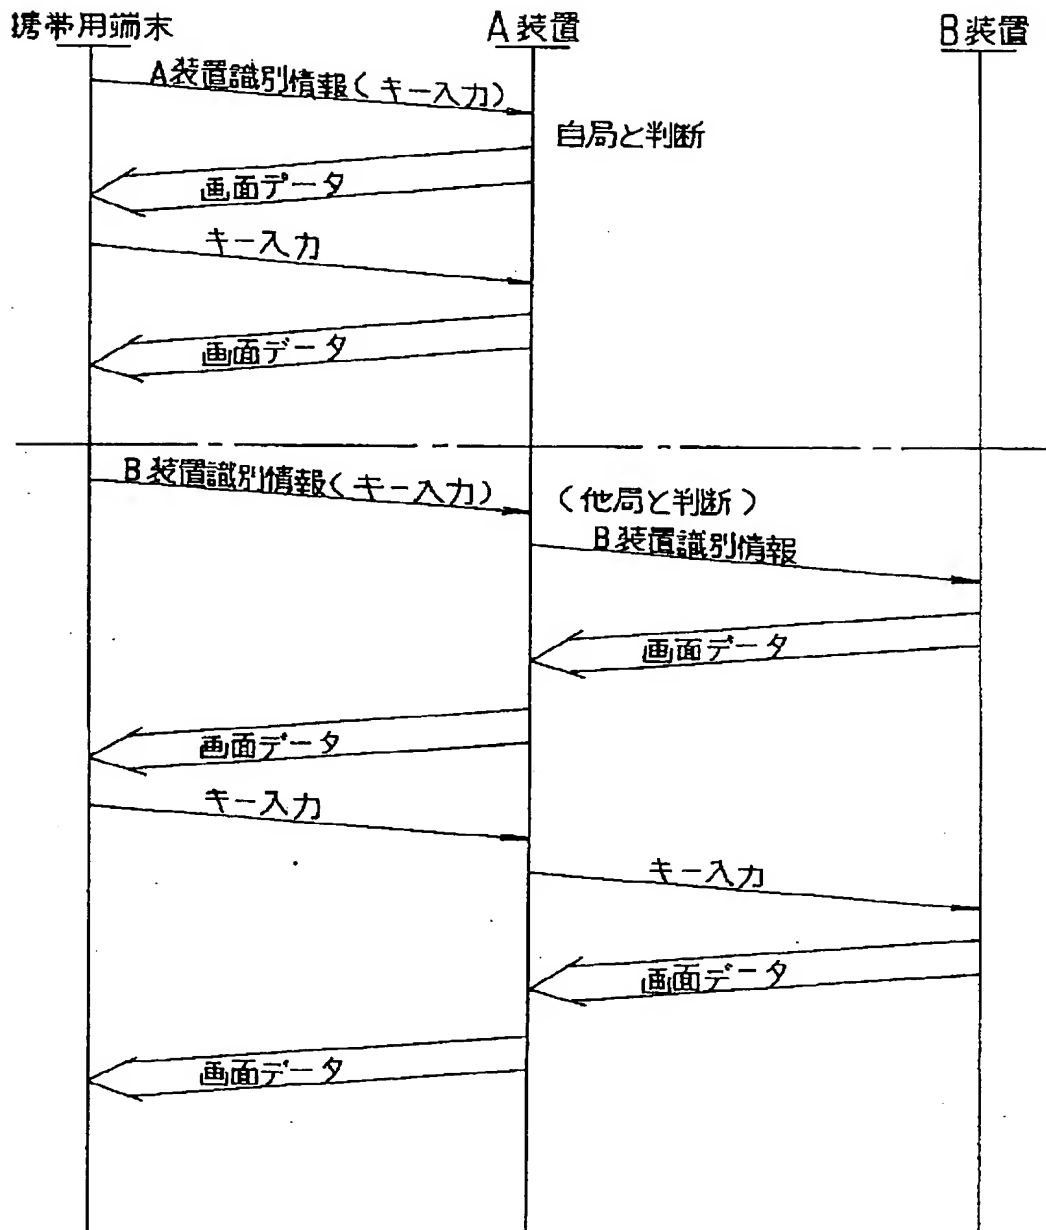 携帯用端末
A装置
B装置
A装置識別情報(キー入力)
自局と判断
画面データ
キー入力
画面データ
B装置識別情報(キー入力)
(他局と判断)
B装置識別情報
画面データ
画面データ
キー入力
キー入力
画面データ
画面データ